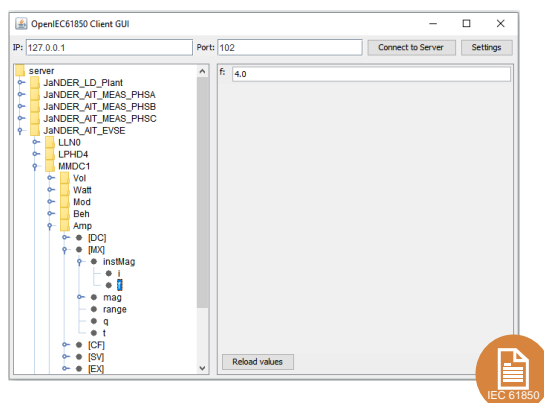 OpenIEC61850 Client GUI
IP: 127.0.0.1 Port: 102 Connect to Server Settings
server
JaNDER_LD_Plant
JaNDER_AIT_MEAS_PHSA
JaNDER_AIT_MEAS_PHSB
JaNDER_AIT_MEAS_PHSC
JaNDER_AIT_EVSE
LLN0
LPHD4
MMDC1
Vol
Watt
Mod
Beh
Amp
[DC]
[MX]
instMag
i
f
mag
range
q
t
[CF]
[SV]
[EX]
f: 4.0
Reload values
IEC 61850